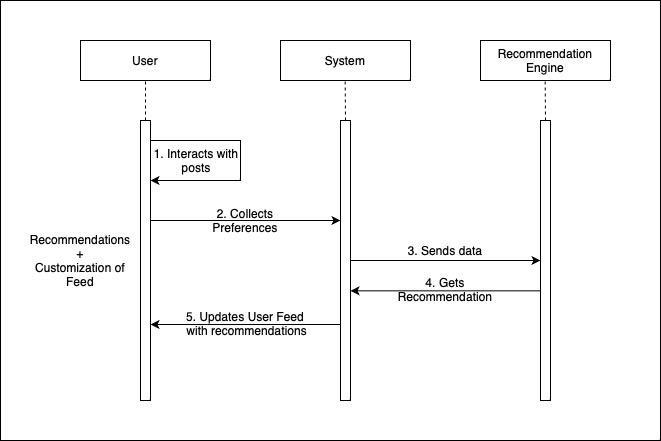 User
System
Recommendation
Engine
1. Interacts with
posts
2. Collects
Preferences
Recommendations
+
Customization of
Feed
3. Sends data
4. Gets
Recommendation
5. Updates User Feed
with recommendations